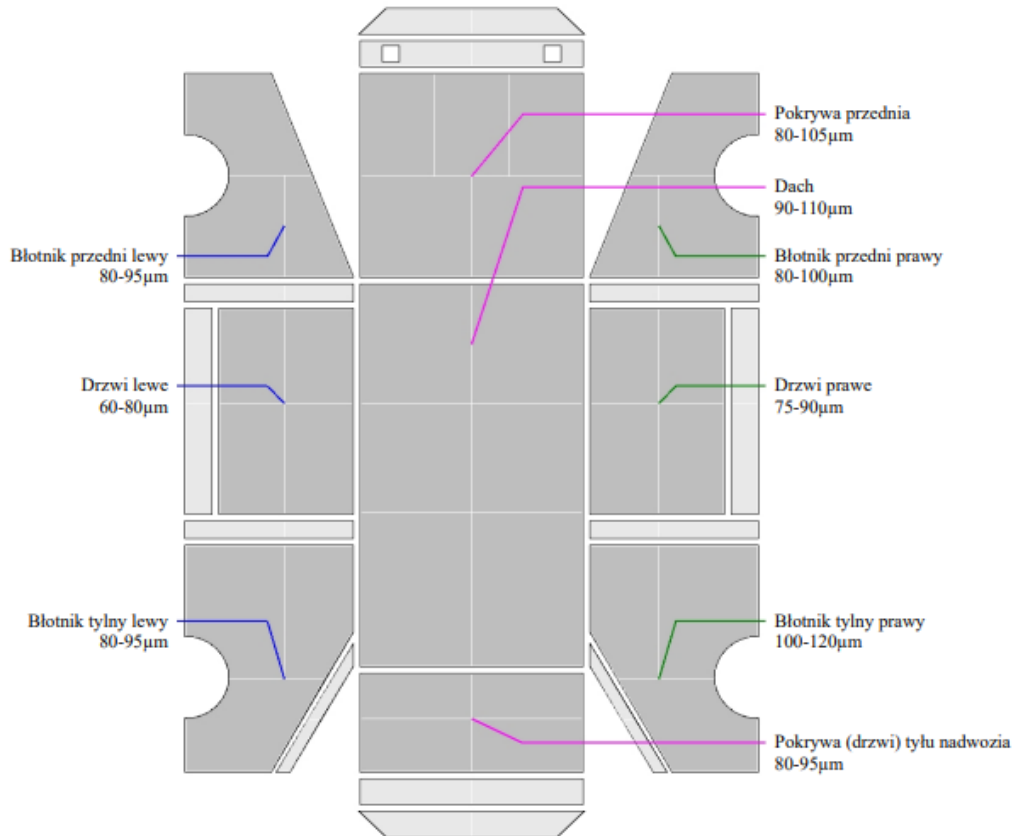 Pokrywa przednia
80-105µm
Dach
90-110µm
Błotnik przedni lewy
80-95µm
Błotnik przedni prawy
80-100µm
Drzwi lewe
60-80µm
Drzwi prawe
75-90µm
Błotnik tylny lewy
80-95µm
Błotnik tylny prawy
100-120µm
Pokrywa (drzwi) tyłu nadwozia
80-95µm